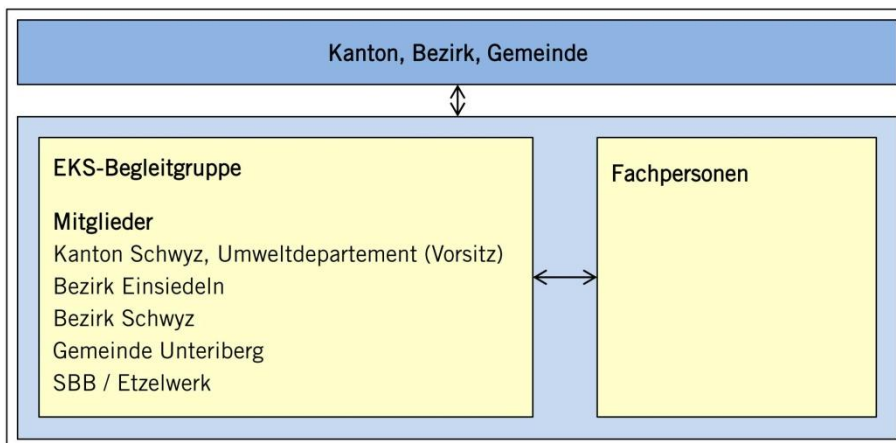 Kanton, Bezirk, Gemeinde
EKS-Begleitgruppe
Mitglieder
Kanton Schwyz, Umweltdepartement (Vorsitz)
Bezirk Einsiedeln
Bezirk Schwyz
Gemeinde Unteriberg
SBB / Etzelwerk
Fachpersonen